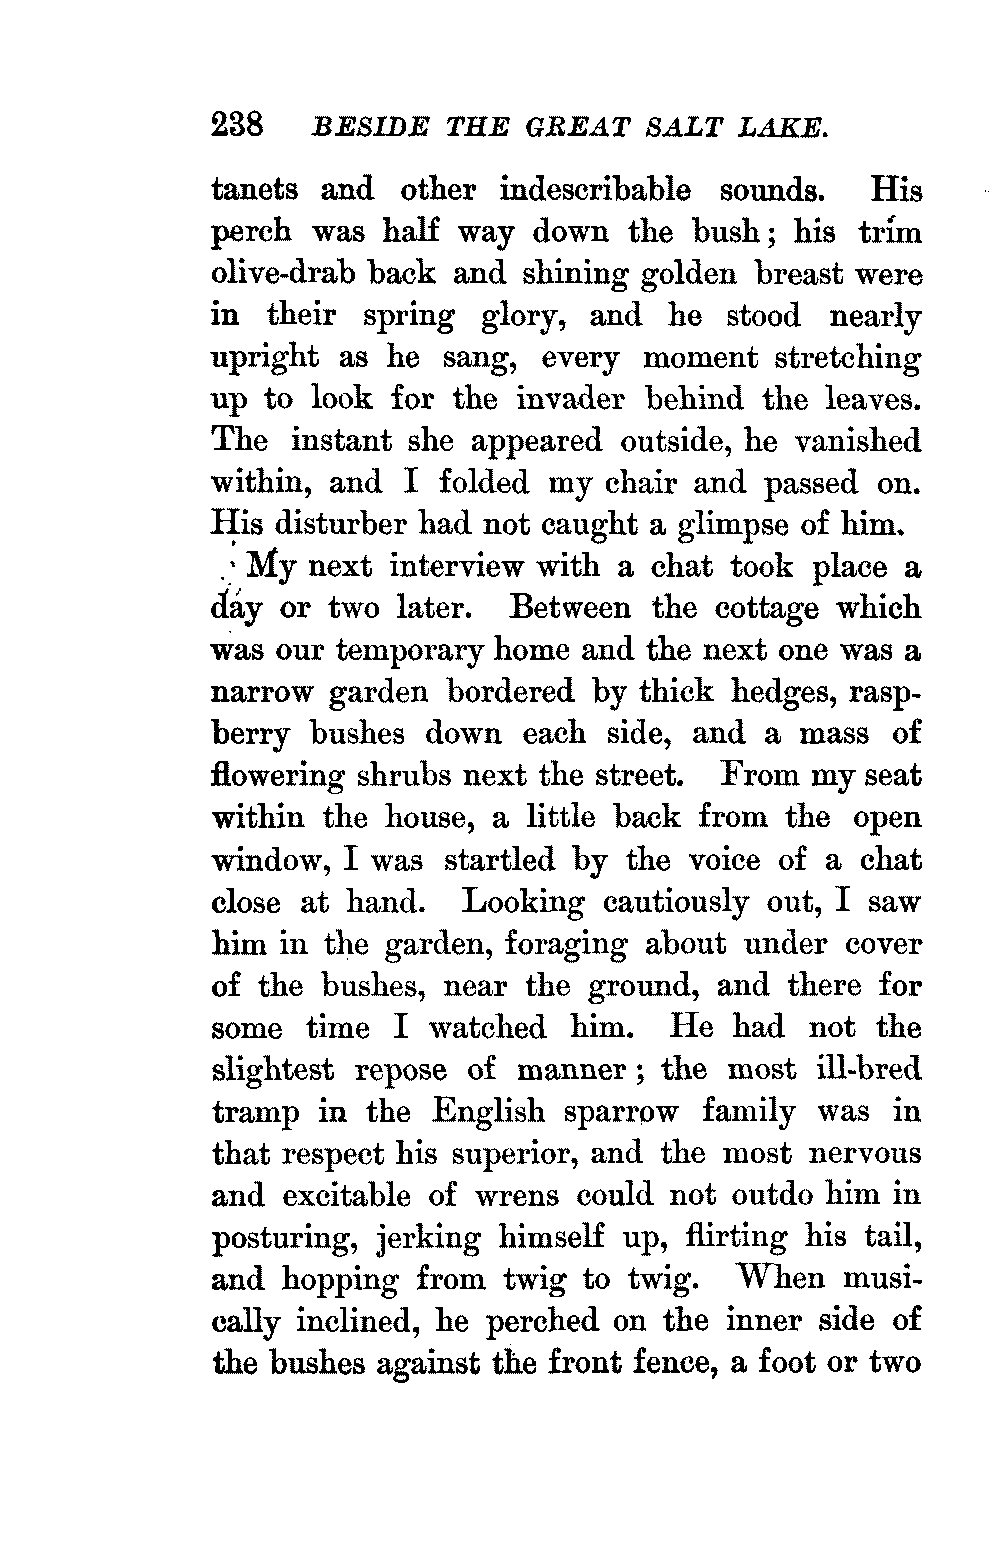 238 BESIDE THE GREAT SALT LAKE.
tanets and other indescribable sounds. His
perch was half way down the bush; his trim
olive-drab back and shining golden breast were
in their spring glory, and he stood nearly
upright as he sang, every moment stretching
up to look for the invader behind the leaves.
The instant she appeared outside, he vanished
within, and I folded my chair and passed on.
His disturber had not caught a glimpse of him.
My next interview with a chat took place a
day or two later. Between the cottage which
was our temporary home and the next one was a
narrow garden bordered by thick hedges, rasp-
berry bushes down each side, and a mass of
flowering shrubs next the street. From my seat
within the house, a little back from the open
window, I was startled by the voice of a chat
close at hand. Looking cautiously out, I saw
him in the garden, foraging about under cover
of the bushes, near the ground, and there for
some time I watched him. He had not the
slightest repose of manner; the most ill-bred
tramp in the English sparrow family was in
that respect his superior, and the most nervous
and excitable of wrens could not outdo him in
posturing, jerking himself up, flirting his tail,
and hopping from twig to twig. When musi-
cally inclined, he perched on the inner side of
the bushes against the front fence, a foot or two